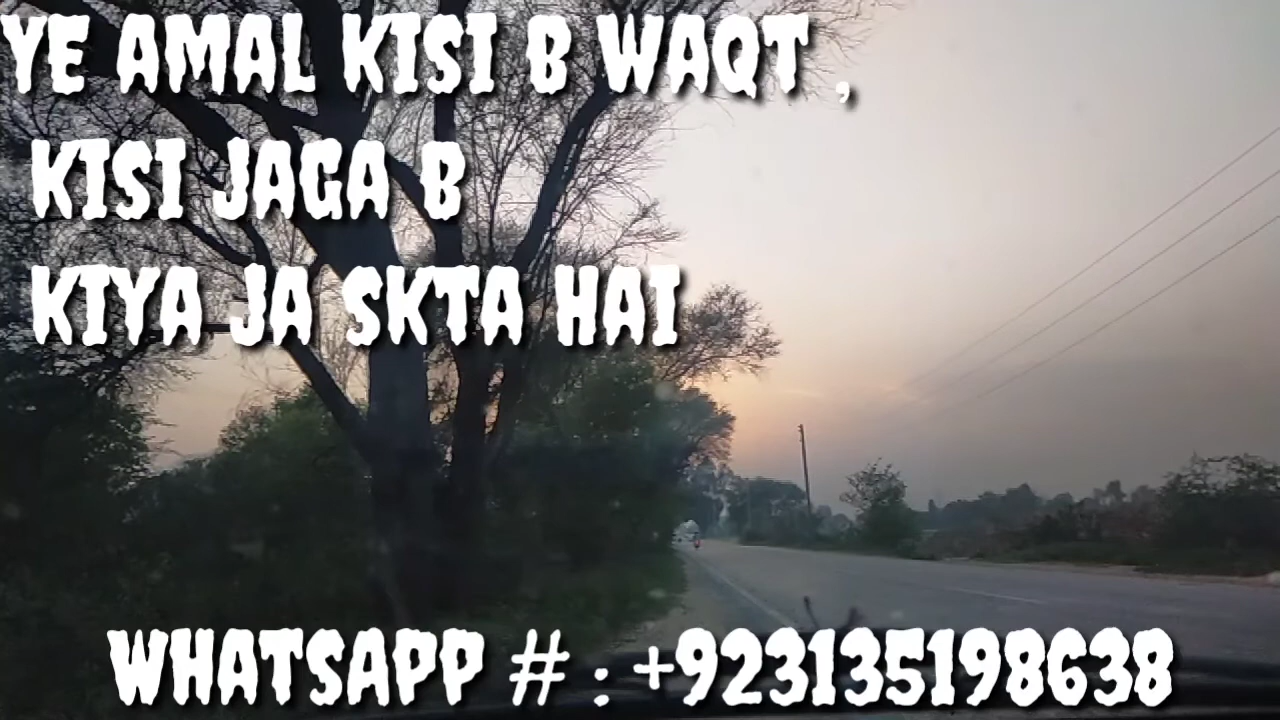 YE AMAL KISI B WAQT ,
KISI JAGA B
KIYA JA SKTA HAI
WHATSAPP # : +923135198638